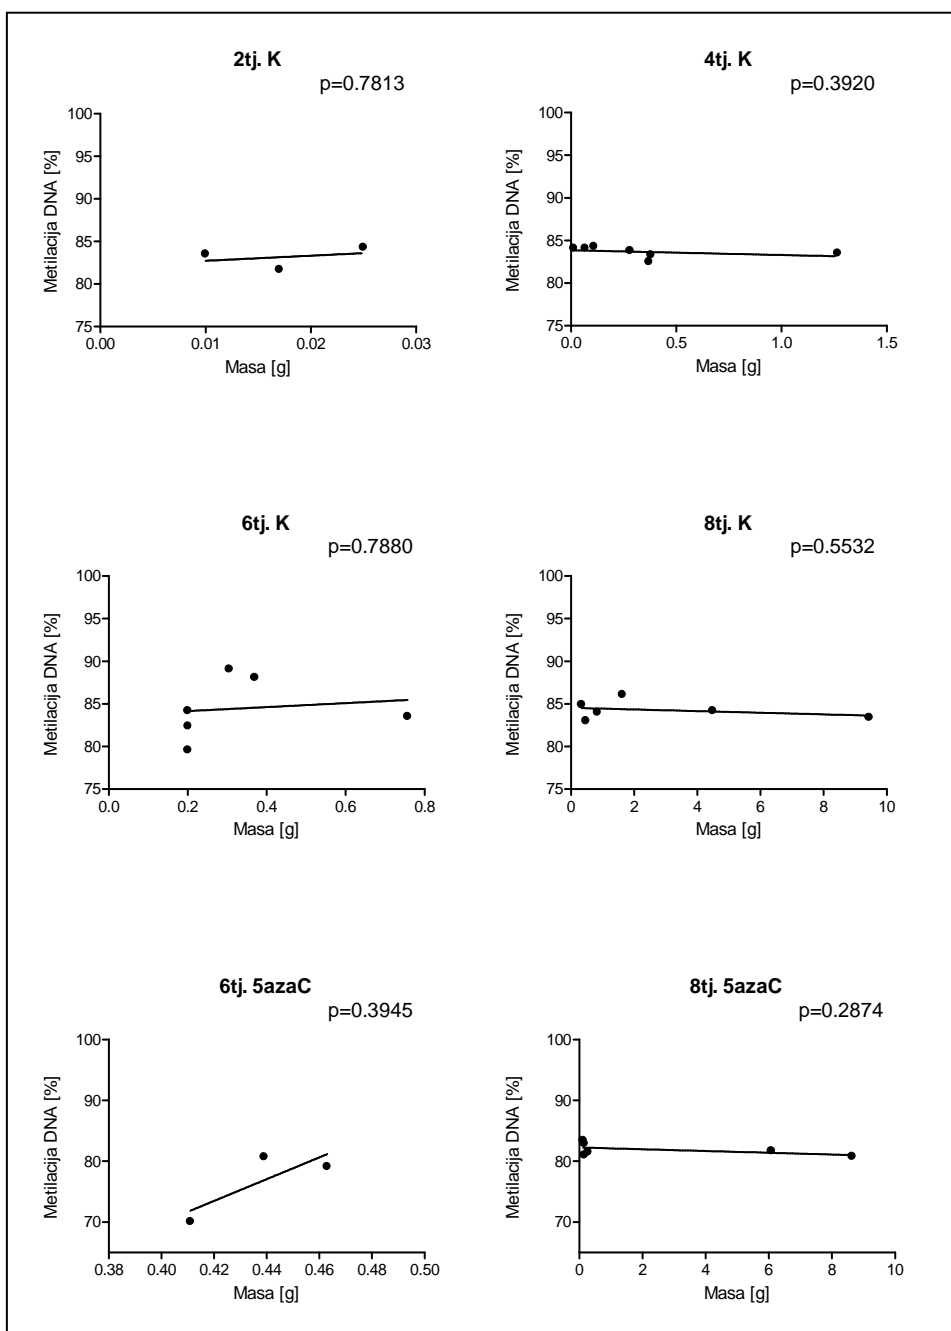 2tj. K
p=0.7813
Metilacija DNA [%]
100
95
90
85
80
75
0.00 0.01 0.02 0.03
Masa [g]
4tj. K
p=0.3920
Metilacija DNA [%]
100
95
90
85
80
75
0.0 0.5 1.0 1.5
Masa [g]
6tj. K
p=0.7880
Metilacija DNA [%]
100
95
90
85
80
75
0.0 0.2 0.4 0.6 0.8
Masa [g]
8tj. K
p=0.5532
Metilacija DNA [%]
100
95
90
85
80
75
0 2 4 6 8 10
Masa [g]
6tj. 5azaC
p=0.3945
Metilacija DNA [%]
100
90
80
70
0.38 0.40 0.42 0.44 0.46 0.48 0.50
Masa [g]
8tj. 5azaC
p=0.2874
Metilacija DNA [%]
100
90
80
70
0 2 4 6 8 10
Masa [g]